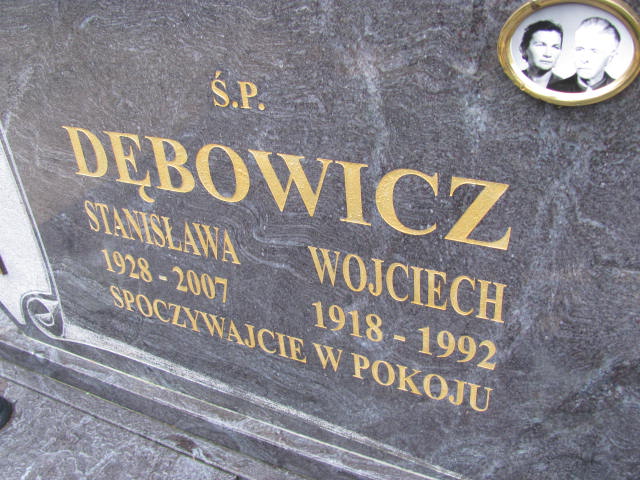 Ś.P.
DĘBOWICZ
STANISŁAWA WOJCIECH
1928 - 2007 1918 - 1992
SPOCZYWAJCIE W POKOJU